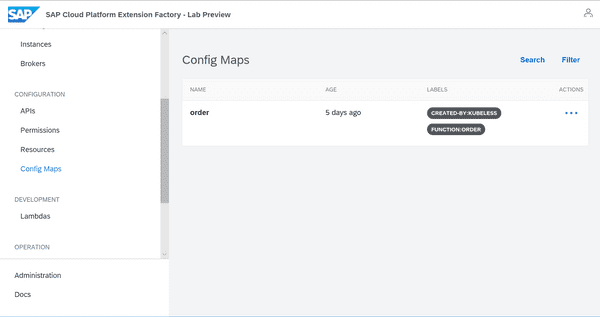 SAP SAP Cloud Platform Extension Factory - Lab Preview
Instances
Brokers
CONFIGURATION
APIs
Permissions
Resources
Config Maps
DEVELOPMENT
Lambdas
OPERATION
Administration
Docs
Config Maps
Search Filter
NAME AGE LABELS ACTIONS
order 5 days ago CREATED-BY:KUBELESS
FUNCTION:ORDER